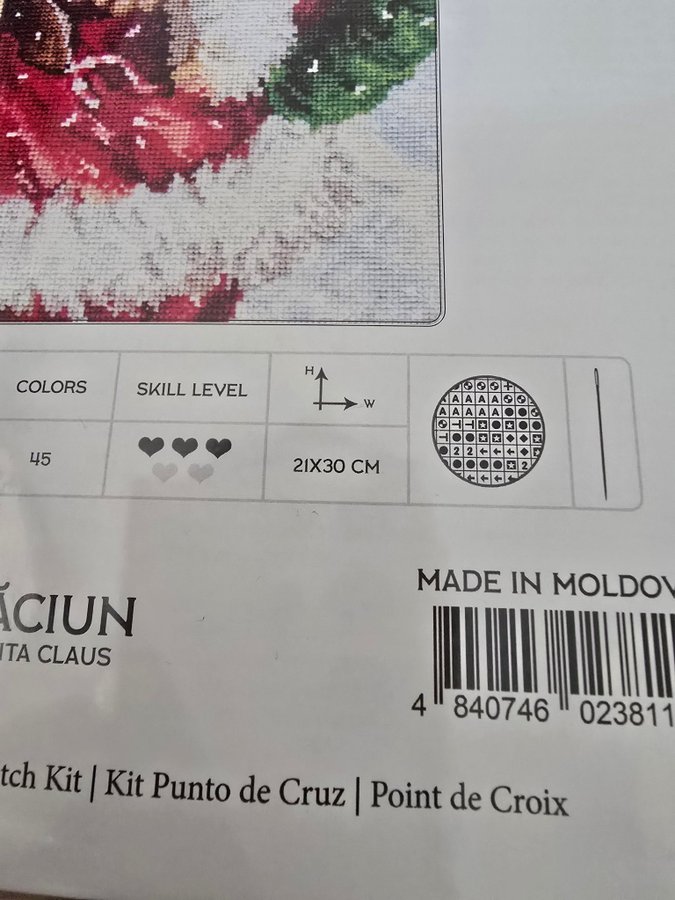 COLORS SKILL LEVEL H W
45 21X30 CM
ĂCIUN
ITA CLAUS
MADE IN MOLDOV
4 840746 023811
tch Kit | Kit Punto de Cruz | Point de Croix